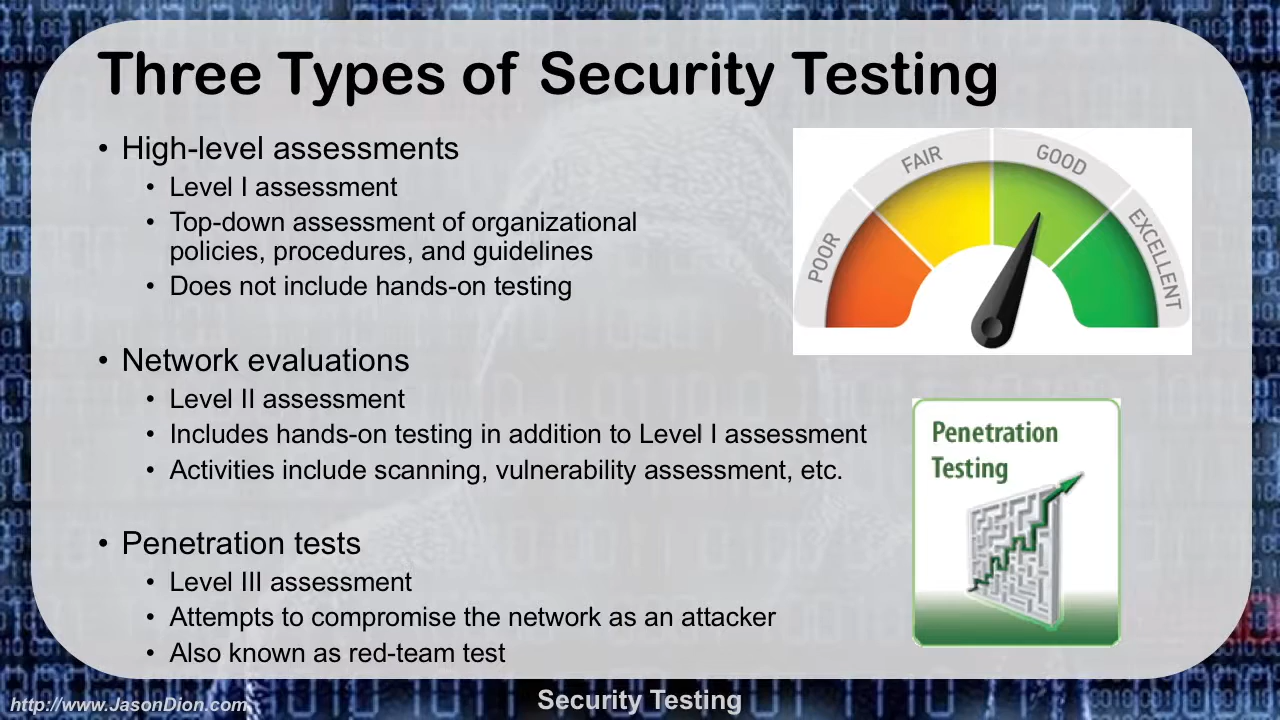 Three Types of Security Testing
• High-level assessments
• Level I assessment
• Top-down assessment of organizational
policies, procedures, and guidelines
• Does not include hands-on testing
• Network evaluations
• Level II assessment
• Includes hands-on testing in addition to Level I assessment
• Activities include scanning, vulnerability assessment, etc.
• Penetration tests
• Level III assessment
• Attempts to compromise the network as an attacker
• Also known as red-team test
POOR
FAIR
GOOD
EXCELLENT
Penetration
Testing
http://www.JasonDion.com
Security Testing